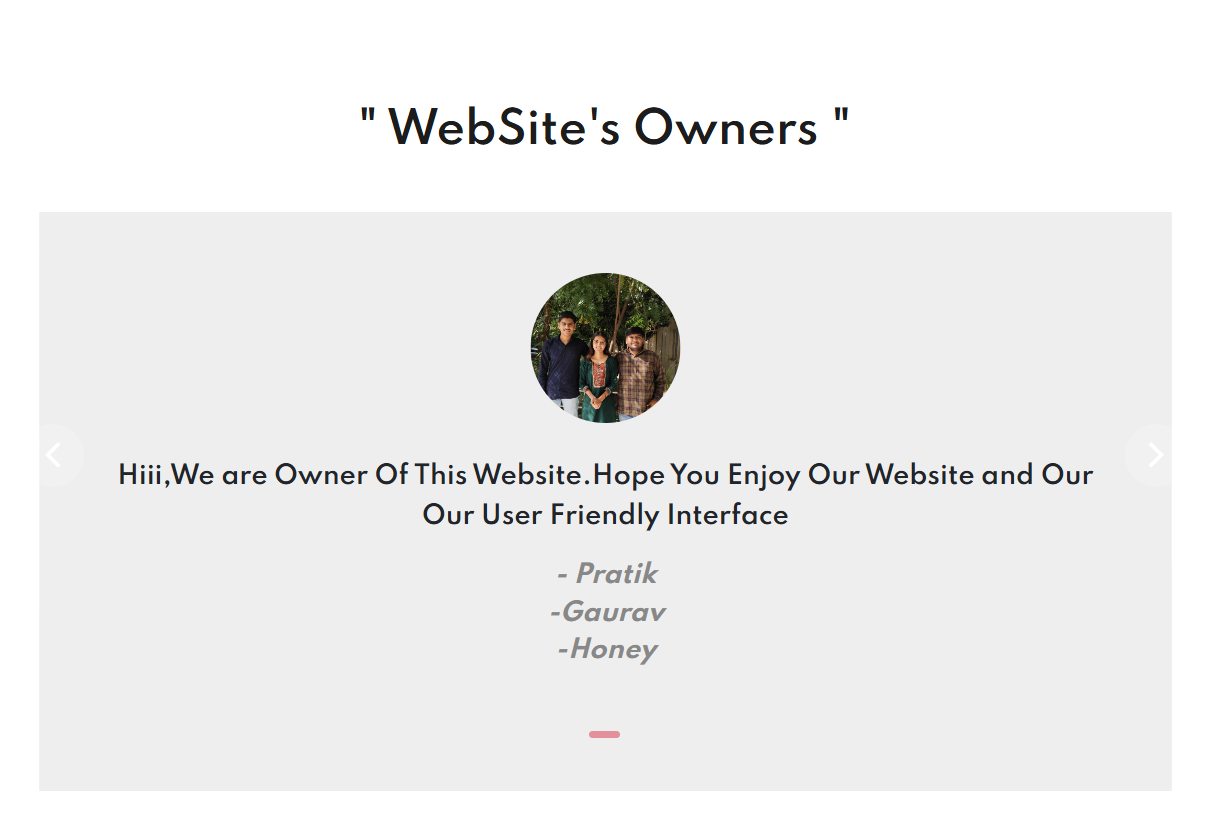 " WebSite's Owners "
Hiii,We are Owner Of This Website.Hope You Enjoy Our Website and Our
Our User Friendly Interface
- Pratik
-Gaurav
-Honey